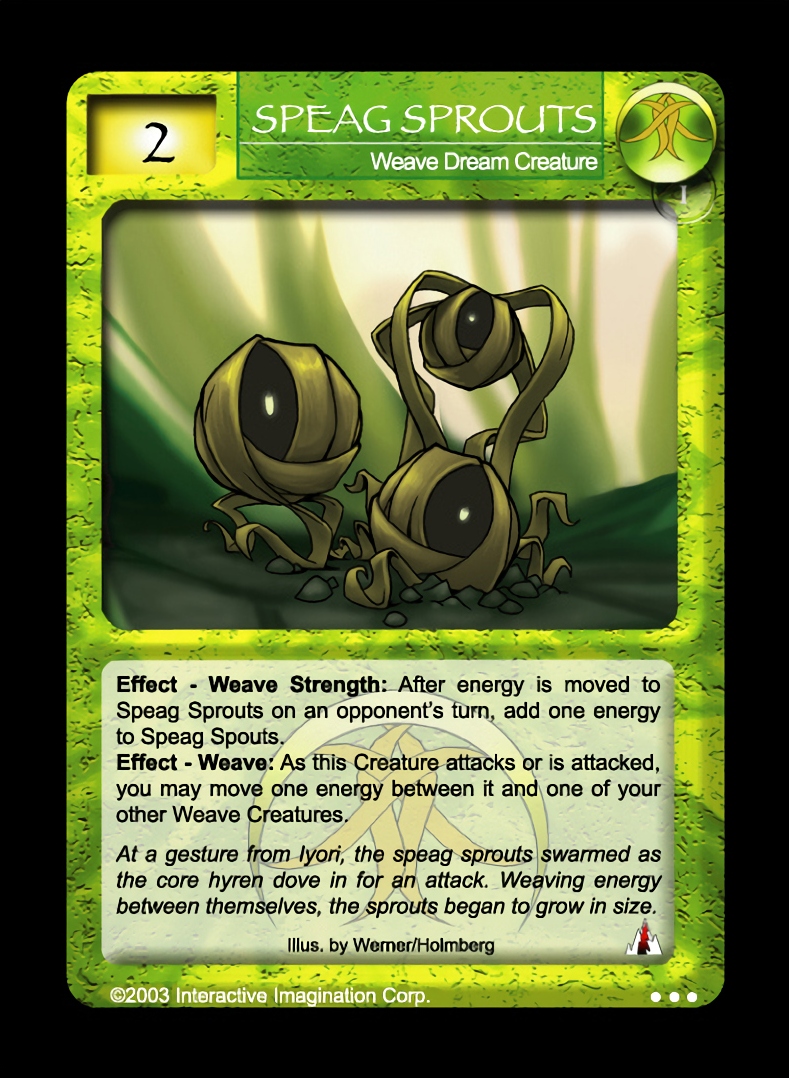 2
SPEAG SPROUTS
Weave Dream Creature
1
Effect - Weave Strength: After energy is moved to
Speag Sprouts on an opponent's turn, add one energy
to Speag Spouts.
Effect - Weave: As this Creature attacks or is attacked,
you may move one energy between it and one of your
other Weave Creatures.
At a gesture from Iyori, the speag sprouts swarmed as
the core hyren dove in for an attack. Weaving energy
between themselves, the sprouts began to grow in size.
Illus. by Werner/Holmberg
©2003 Interactive Imagination Corp.